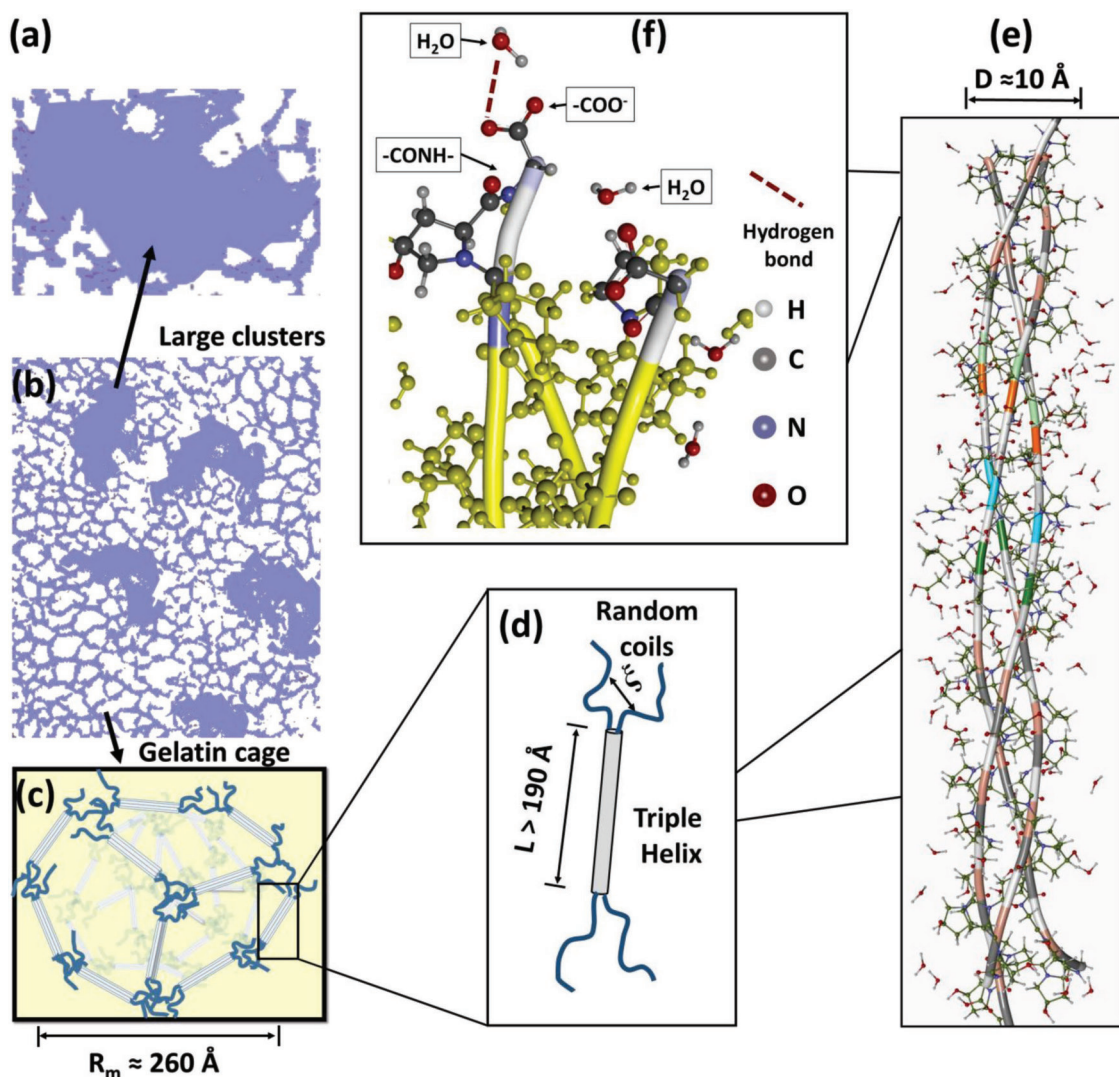 (a)
Large clusters
(b)
Gelatin cage
(c)
Rₘ ≈ 260 Å
(d)
Random
coils
ξ
L > 190 Å
Triple
Helix
(e)
D ≈10 Å
(f)
H₂O
-COO⁻
-CONH-
H₂O
Hydrogen
bond
H
C
N
O